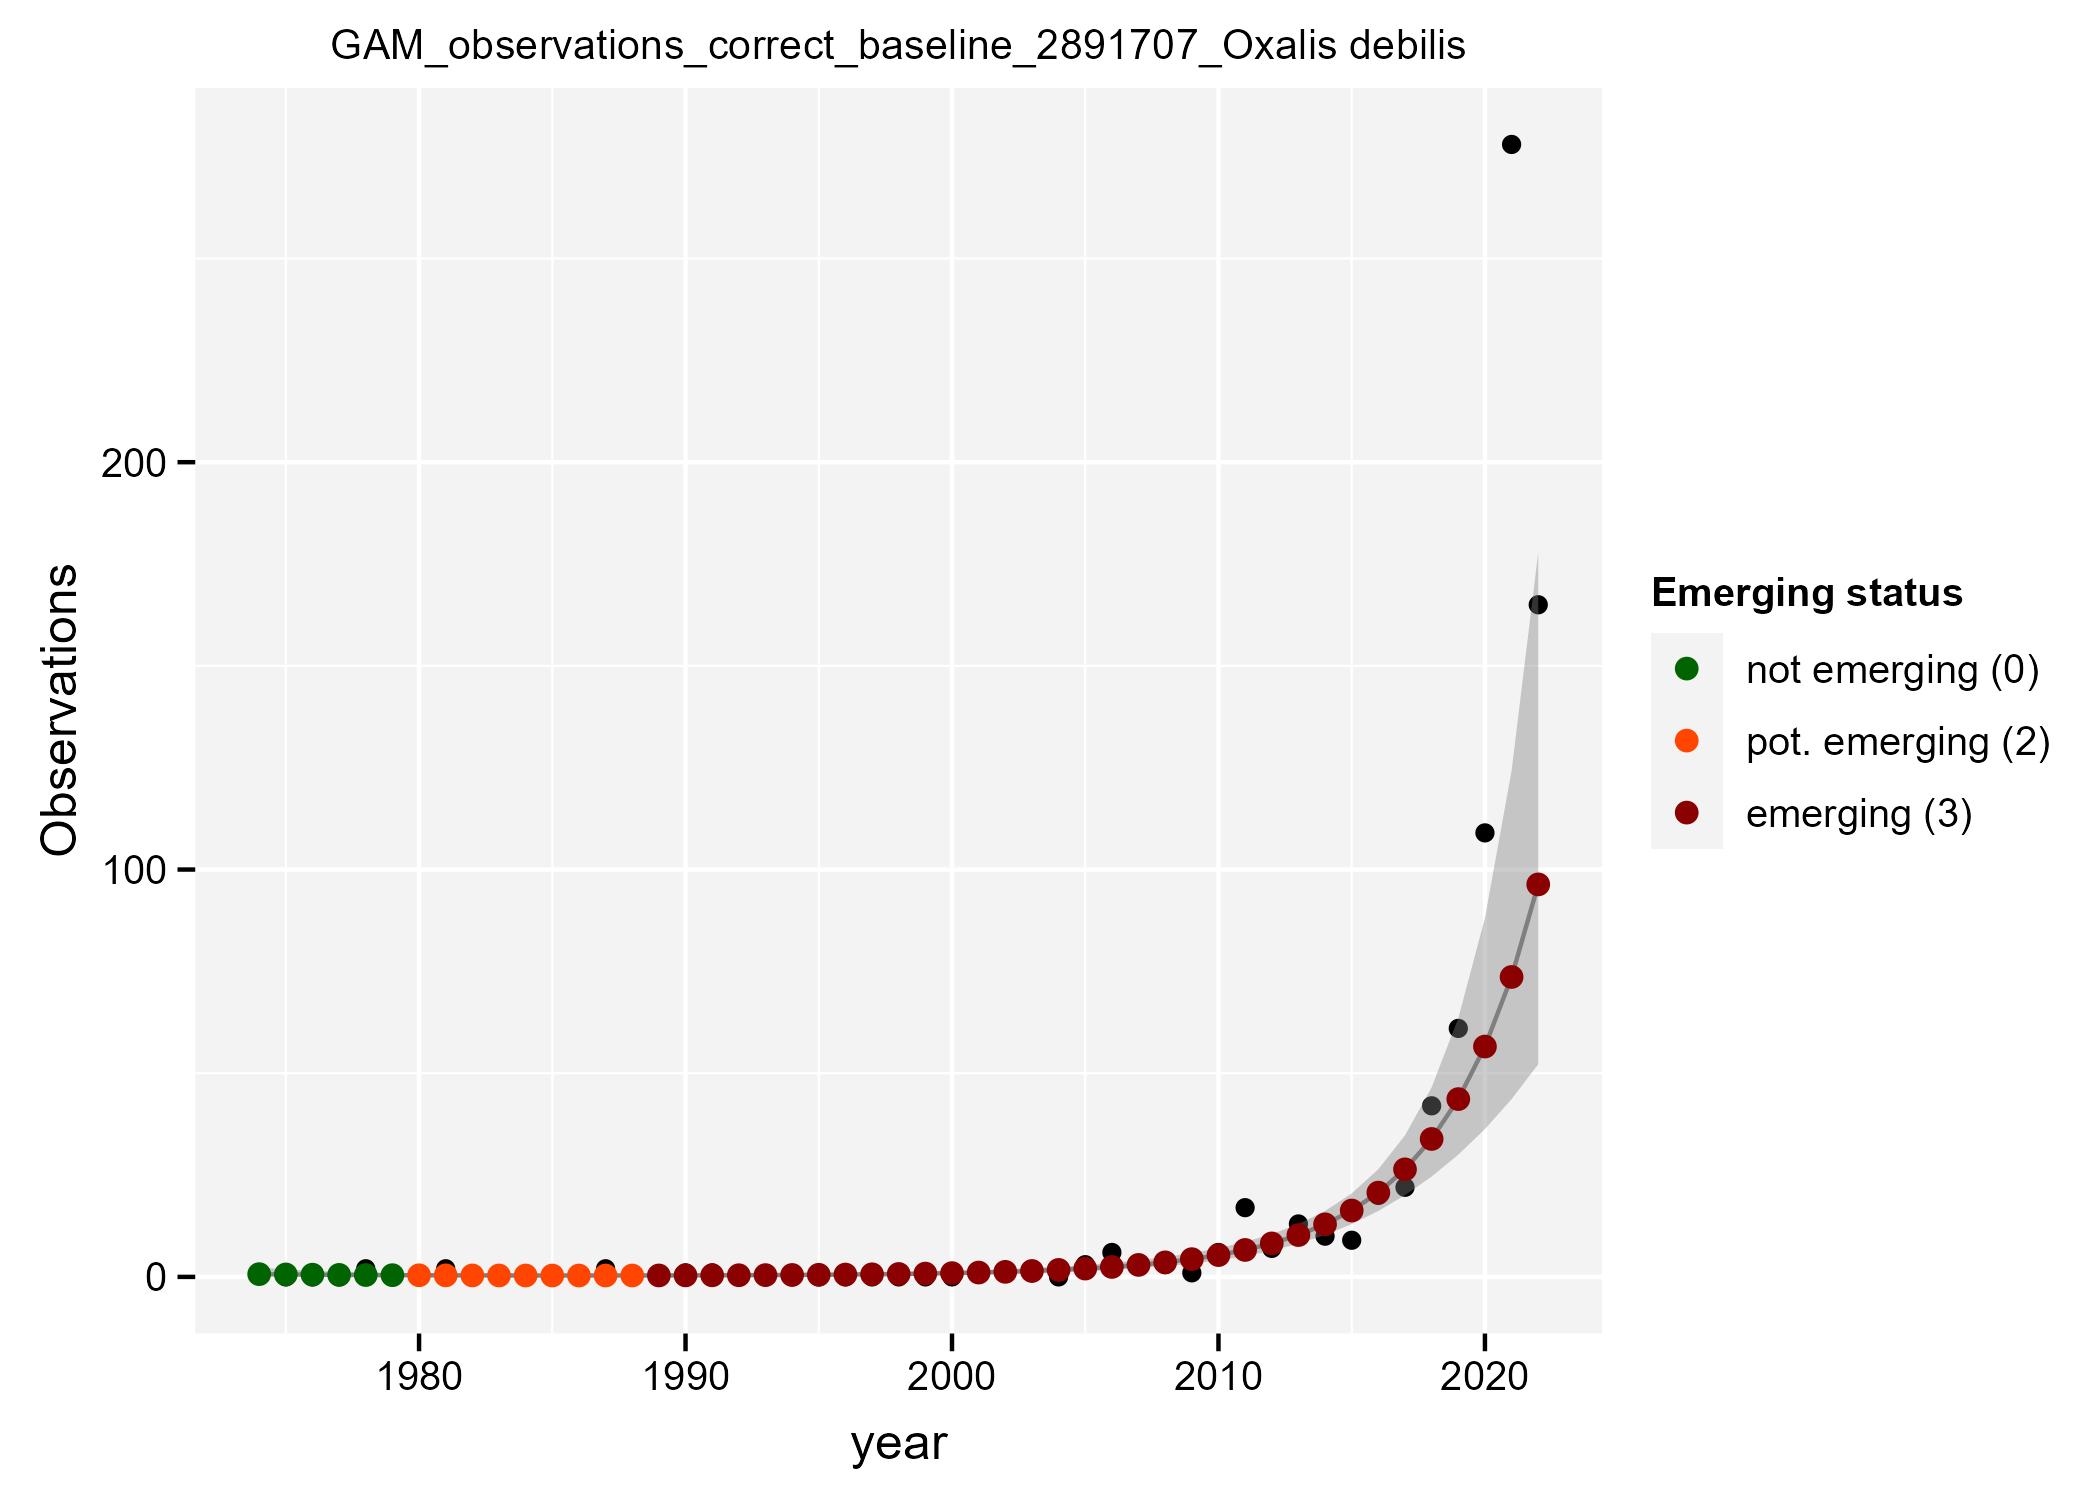 GAM_observations_correct_baseline_2891707_Oxalis debilis
Observations
200
100
0
1980
1990
2000
2010
2020
year
Emerging status
not emerging (0)
pot. emerging (2)
emerging (3)